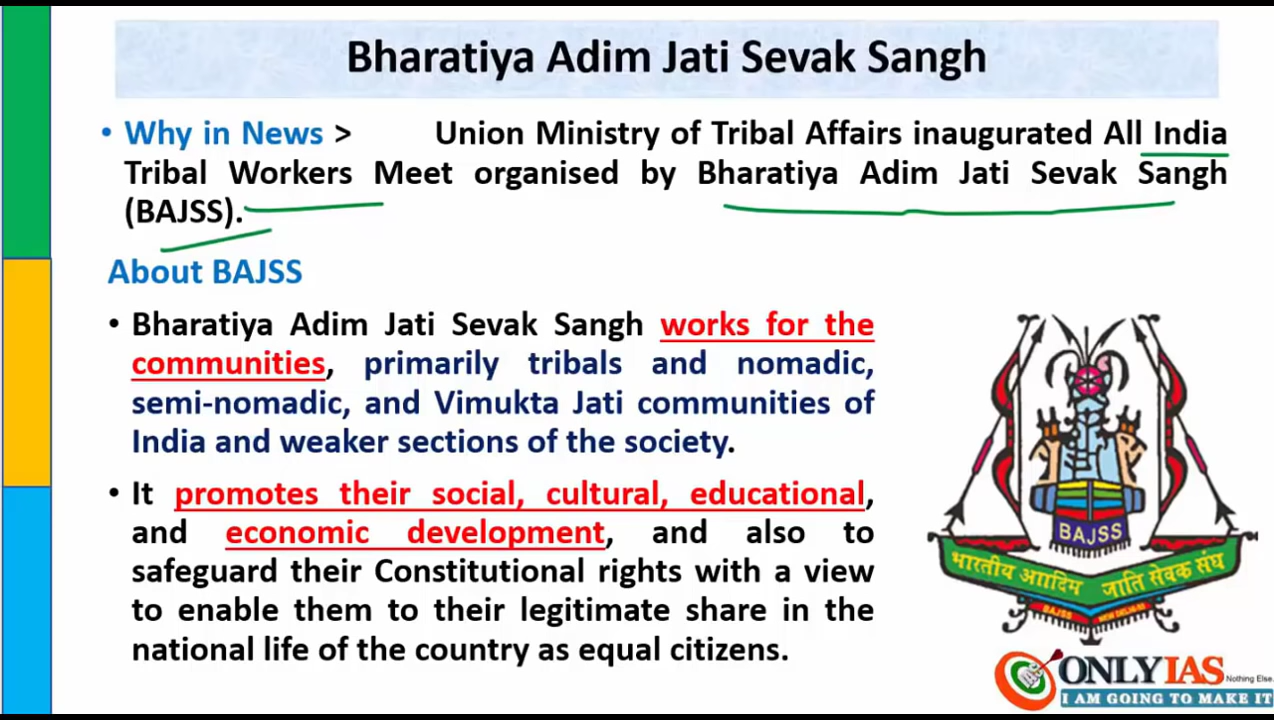 Bharatiya Adim Jati Sevak Sangh
• Why in News > Union Ministry of Tribal Affairs inaugurated All India
Tribal Workers Meet organised by Bharatiya Adim Jati Sevak Sangh
(BAJSS).
About BAJSS
• Bharatiya Adim Jati Sevak Sangh works for the
communities, primarily tribals and nomadic,
semi-nomadic, and Vimukta Jati communities of
India and weaker sections of the society.
• It promotes their social, cultural, educational,
and economic development, and also to
safeguard their Constitutional rights with a view
to enable them to their legitimate share in the
national life of the country as equal citizens.
BAJSS
भारतीय आदिम जाति सेवक संघ
BAJSS NEW DELHI-55
ONLYIAS
Nothing Else.
I AM GOING TO MAKE IT